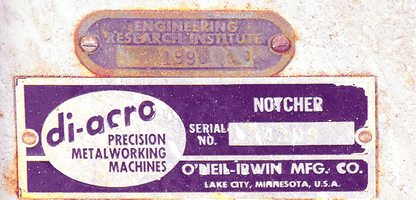 ENGINEERING
RESEARCH INSTITUTE
di-acro
PRECISION
METALWORKING
MACHINES
NOTCHER
SERIAL
NO.
O'NEIL-IRWIN MFG. CO.
LAKE CITY, MINNESOTA, U.S.A.